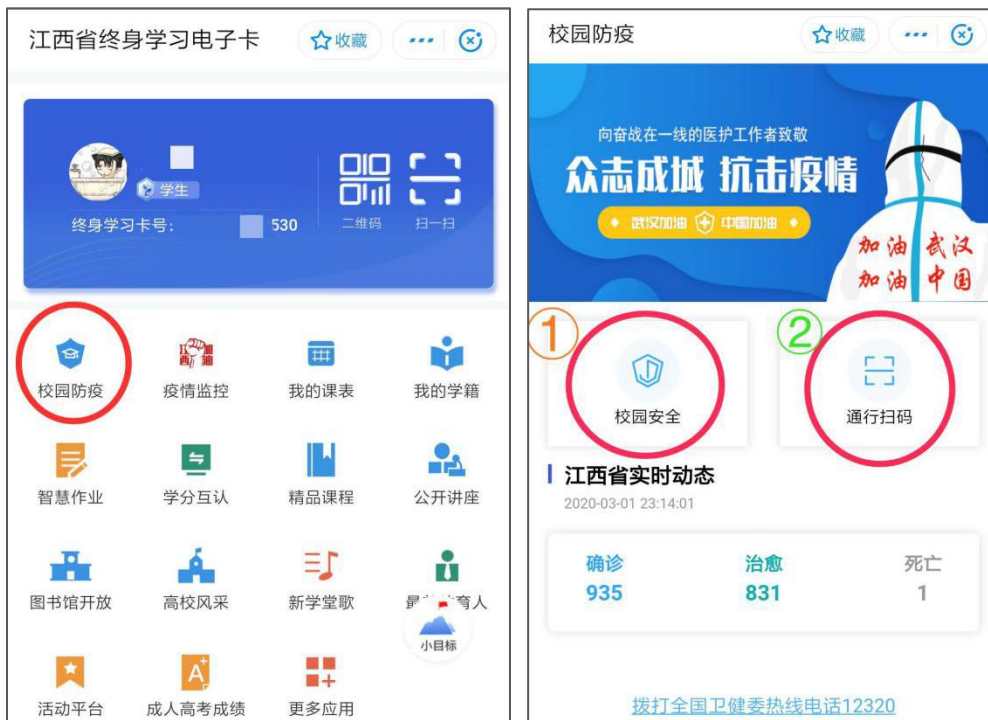 江西省终身学习电子卡
收藏
学生
终身学习卡号:
530
二维码
扫一扫
校园防疫
疫情监控
我的课表
我的学籍
智慧作业
学分互认
精品课程
公开讲座
图书馆开放
高校风采
新学堂歌
育人
小目标
活动平台
成人高考成绩
更多应用
校园防疫
收藏
向奋战在一线的医护工作者致敬
众志成城 抗击疫情
武汉加油 中国加油
加油武汉
加油中国
①
校园安全
②
通行扫码
江西省实时动态
2020-03-01 23:14:01
确诊
治愈
死亡
935
831
1
拨打全国卫健委热线电话12320